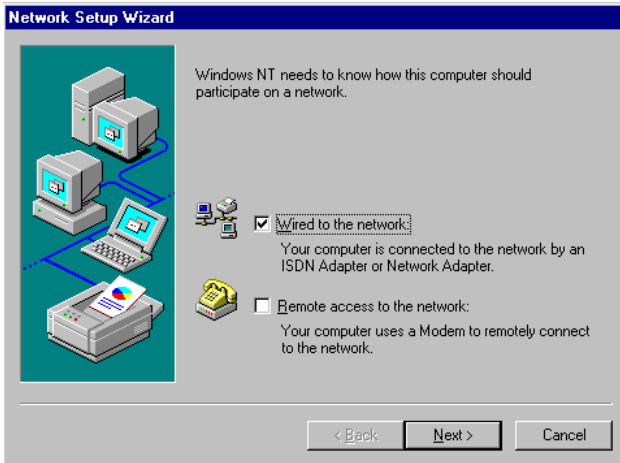 Network Setup Wizard
Windows NT needs to know how this computer should
participate on a network.
Wired to the network:
Your computer is connected to the network by an
ISDN Adapter or Network Adapter.
Remote access to the network:
Your computer uses a Modem to remotely connect
to the network.
< Back Next > Cancel